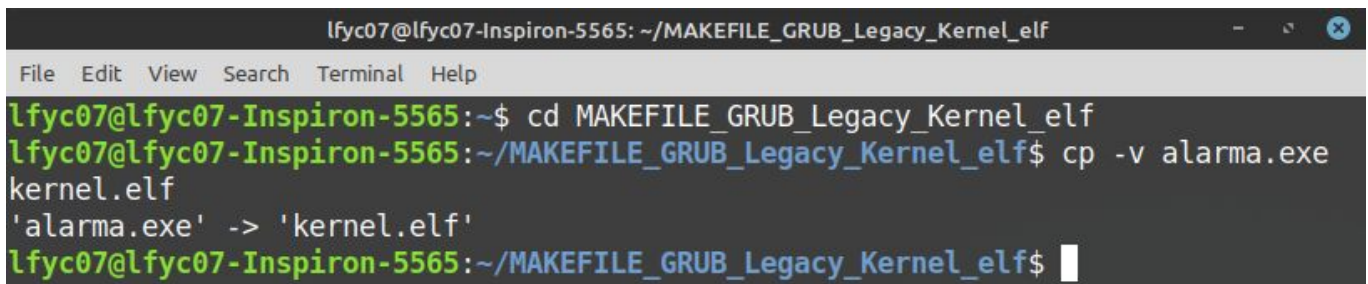 lfyc07@lfyc07-Inspiron-5565: ~/MAKEFILE_GRUB_Legacy_Kernel_elf
File Edit View Search Terminal Help
lfyc07@lfyc07-Inspiron-5565:~$ cd MAKEFILE_GRUB_Legacy_Kernel_elf
lfyc07@lfyc07-Inspiron-5565:~/MAKEFILE_GRUB_Legacy_Kernel_elf$ cp -v alarma.exe
kernel.elf
'alarma.exe' -> 'kernel.elf'
lfyc07@lfyc07-Inspiron-5565:~/MAKEFILE_GRUB_Legacy_Kernel_elf$